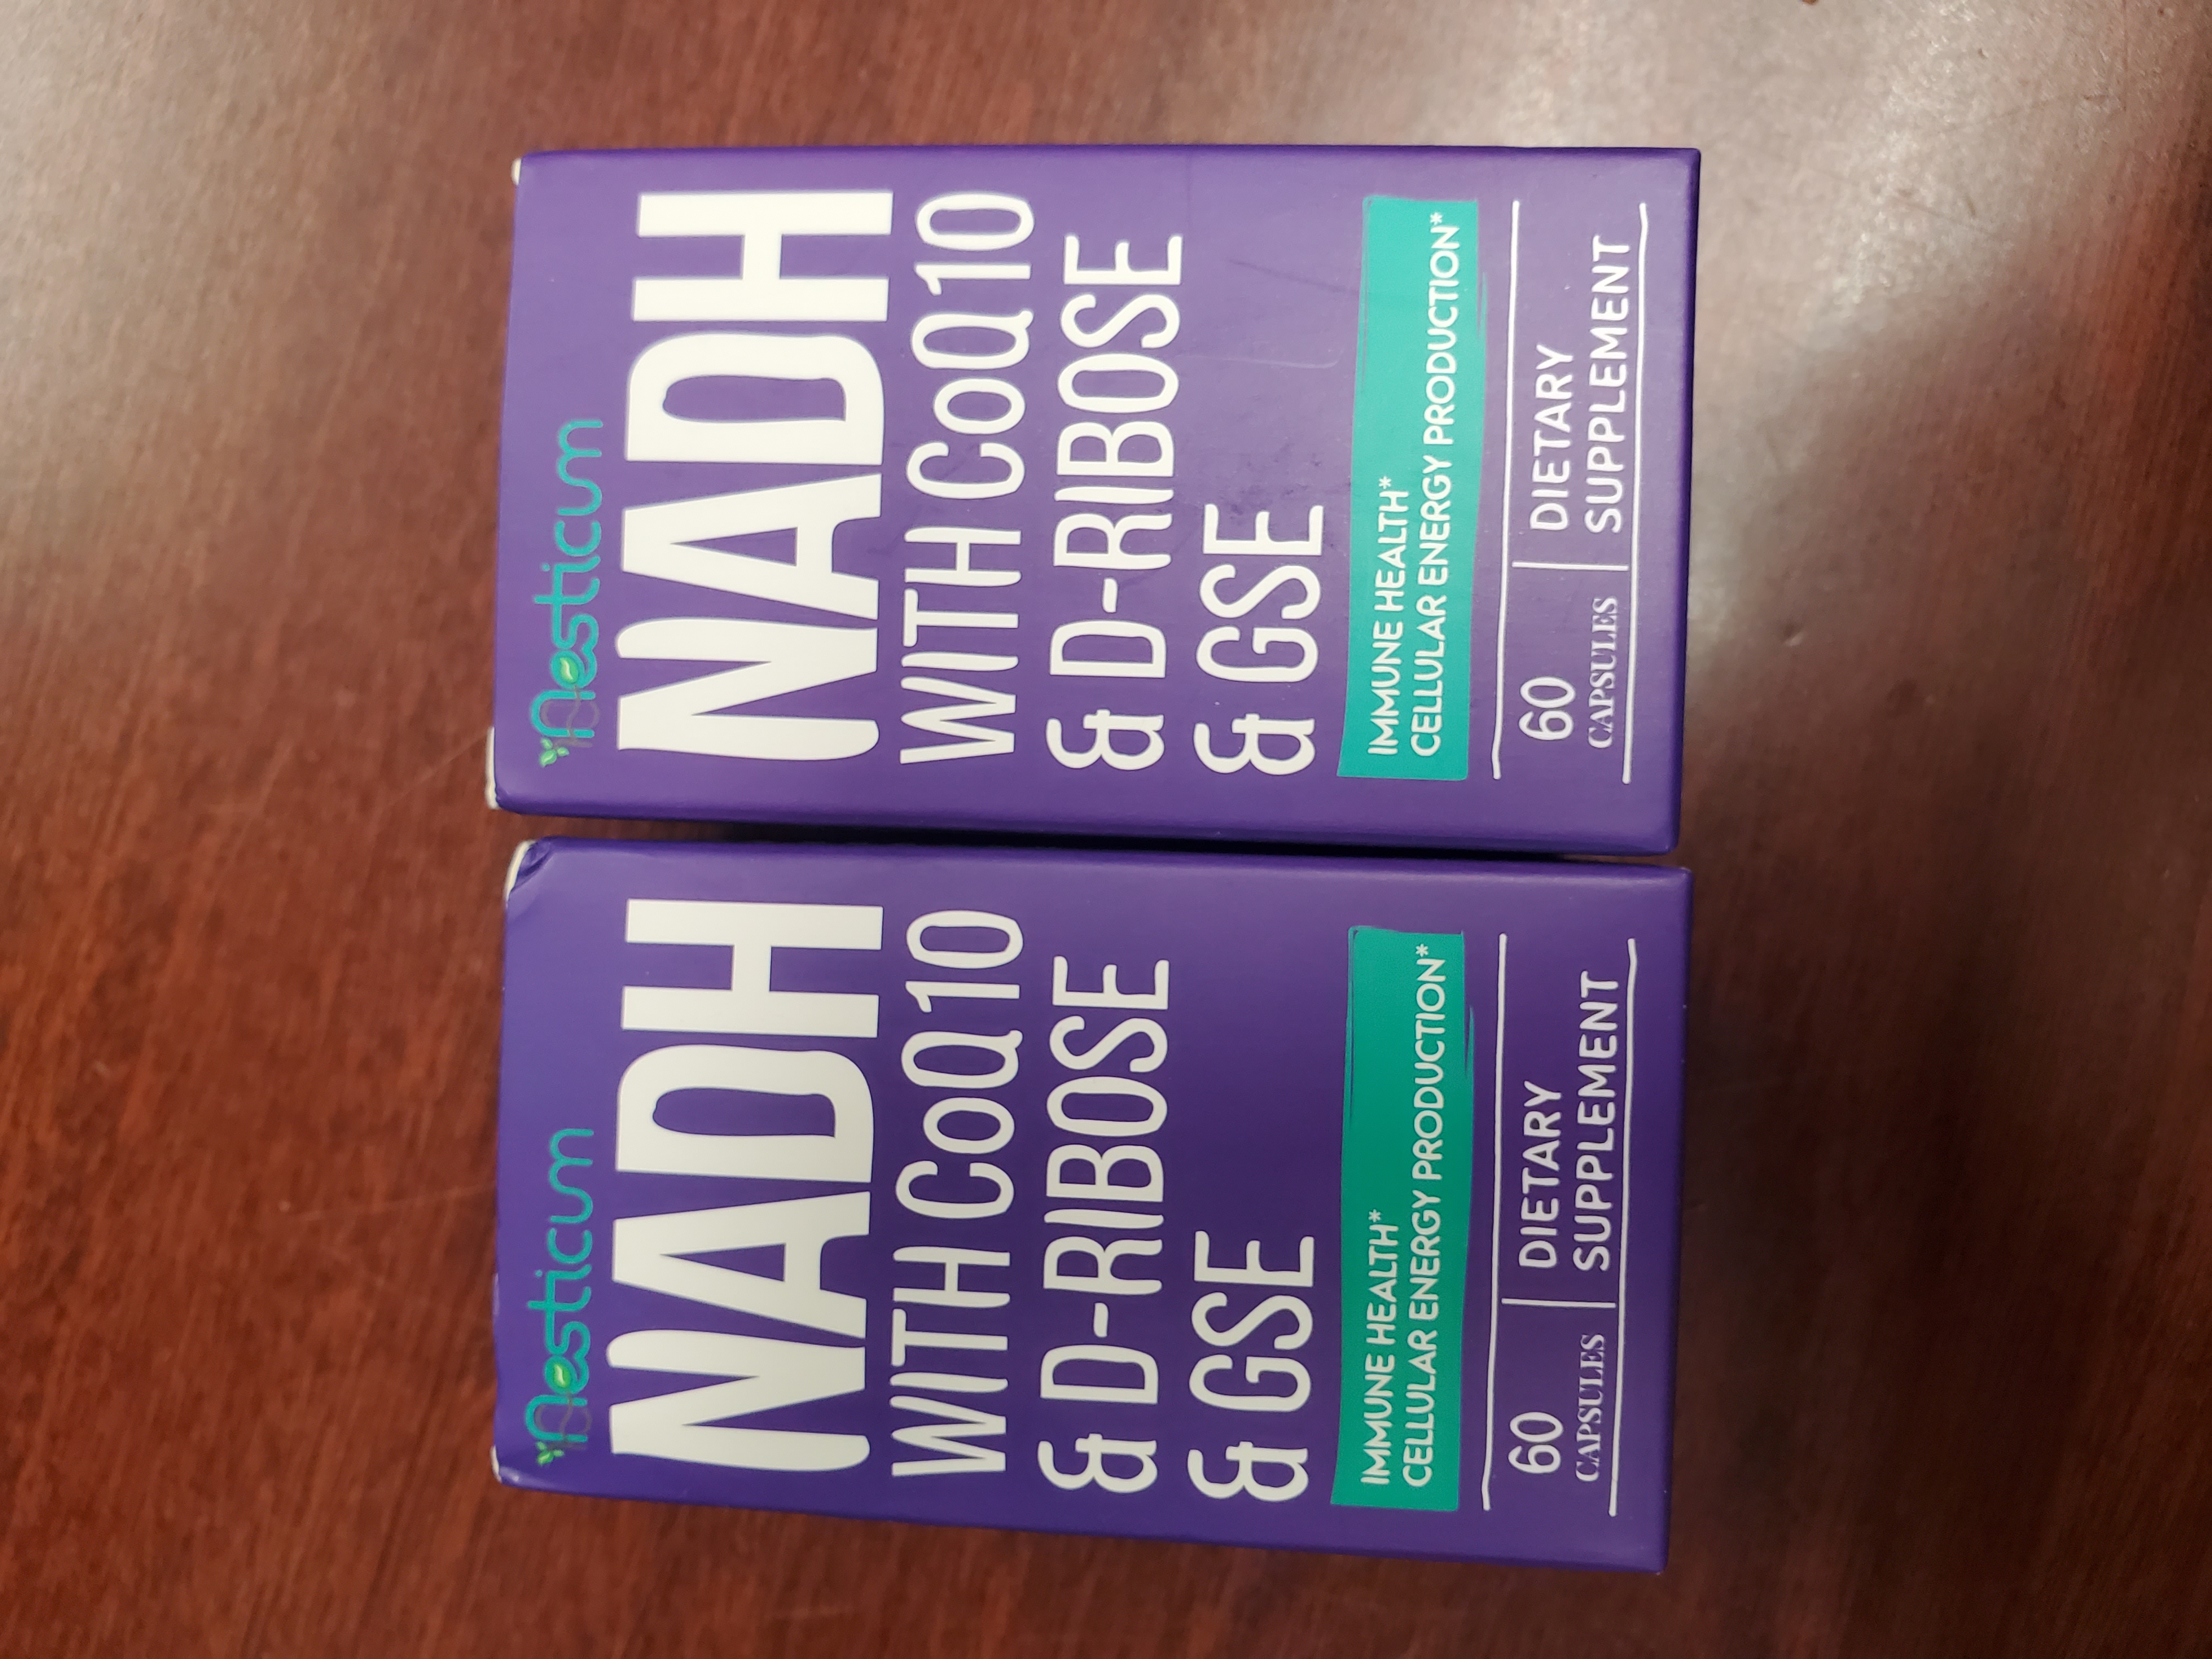 Nesticum
NADH
WITH CoQ10
& D-RIBOSE
& GSE
IMMUNE HEALTH*
CELLULAR ENERGY PRODUCTION*
60
CAPSULES
DIETARY
SUPPLEMENT
Nesticum
NADH
WITH CoQ10
& D-RIBOSE
& GSE
IMMUNE HEALTH*
CELLULAR ENERGY PRODUCTION*
60
CAPSULES
DIETARY
SUPPLEMENT